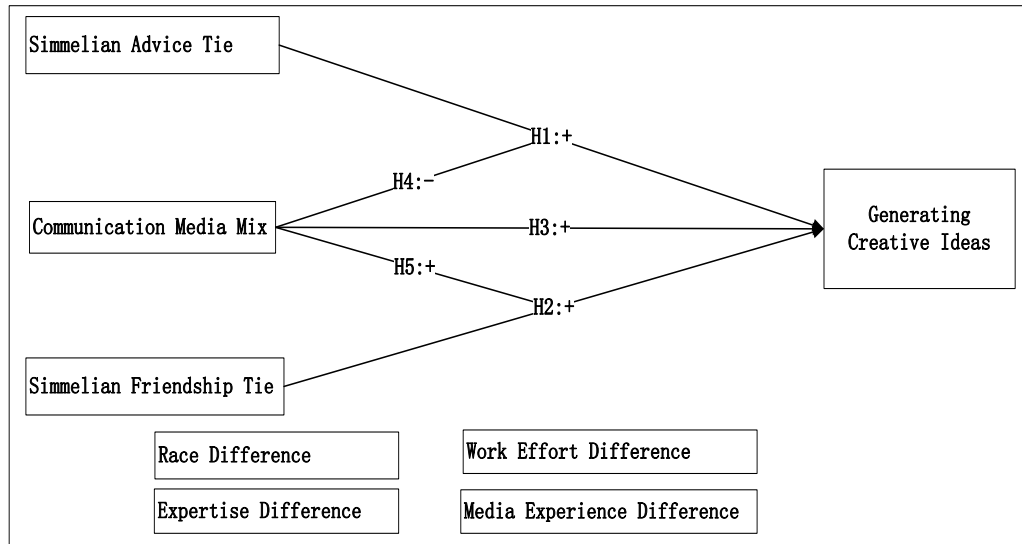 Simmelian Advice Tie
H1:+
H4:-
Communication Media Mix
H3:+
Generating
Creative Ideas
H5:+
H2:+
Simmelian Friendship Tie
Race Difference
Work Effort Difference
Expertise Difference
Media Experience Difference